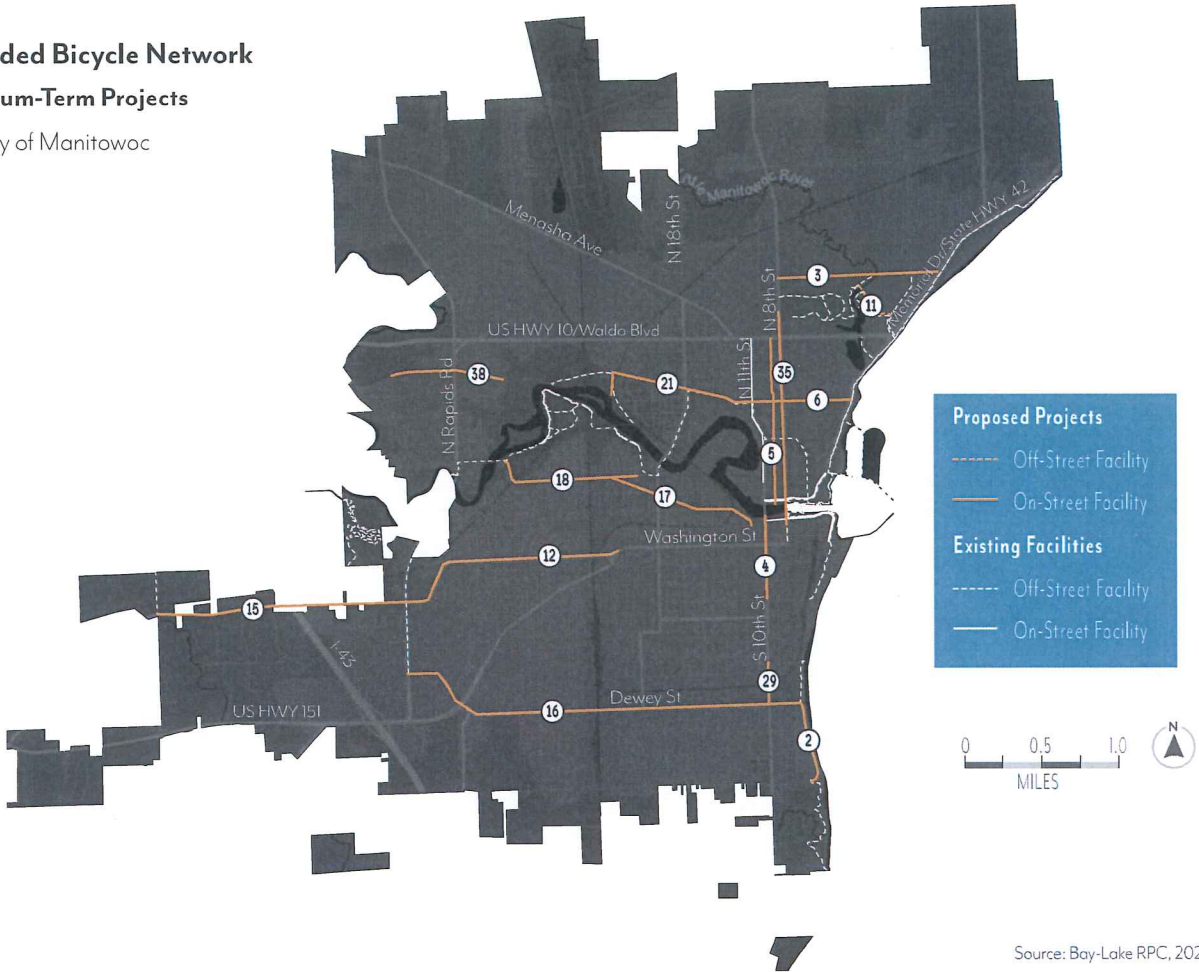 ded Bicycle Network
um-Term Projects
y of Manitowoc
Manitowoc River
Menasha Ave
N 18th St
Memorial Dr/State HWY 42
3
N 8th St
11
US HWY 10/Waldo Blvd
N 11th St
N Rapids Rd
38
21
35
6
5
18
17
Washington St
12
4
15
S 10th St
I-43
29
Dewey St
US HWY 151
16
2
Proposed Projects
Off-Street Facility
On-Street Facility
Existing Facilities
Off-Street Facility
On-Street Facility
0 0.5 1.0
MILES
N
Source: Bay-Lake RPC, 202